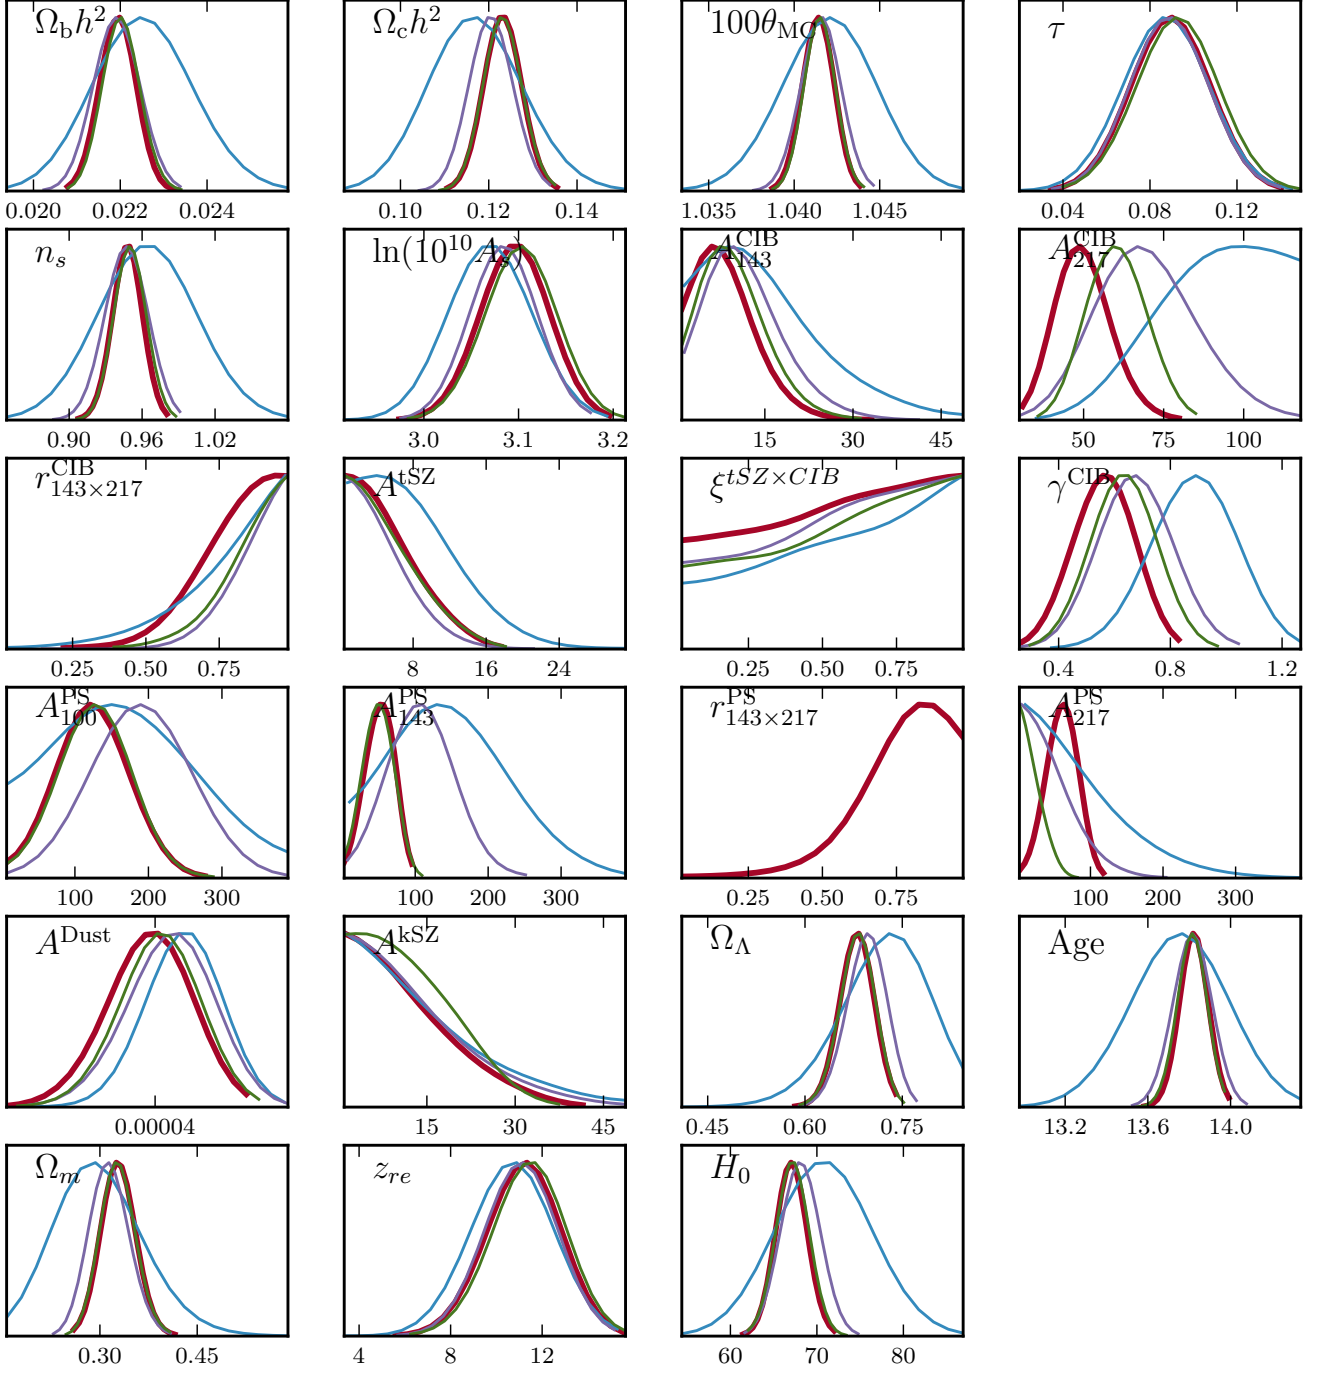 Ω_b h² Ω_c h² 100θ_MC τ
0.020 0.022 0.024 0.10 0.12 0.14 1.035 1.040 1.045 0.04 0.08 0.12
n_s ln(10¹⁰ A_s) A^CIB_143 A^CIB_217
0.90 0.96 1.02 3.0 3.1 3.2 15 30 45 50 75 100
r^CIB_143×217 A^tSZ ξ^tSZ×CIB γ^CIB
0.25 0.50 0.75 8 16 24 0.25 0.50 0.75 0.4 0.8 1.2
A^PS_100 A^PS_143 r^PS_143×217 A^PS_217
100 200 300 100 200 300 0.25 0.50 0.75 100 200 300
A^Dust A^kSZ Ω_Λ Age
0.00004 15 30 45 0.45 0.60 0.75 13.2 13.6 14.0
Ω_m z_re H_0
0.30 0.45 4 8 12 60 70 80